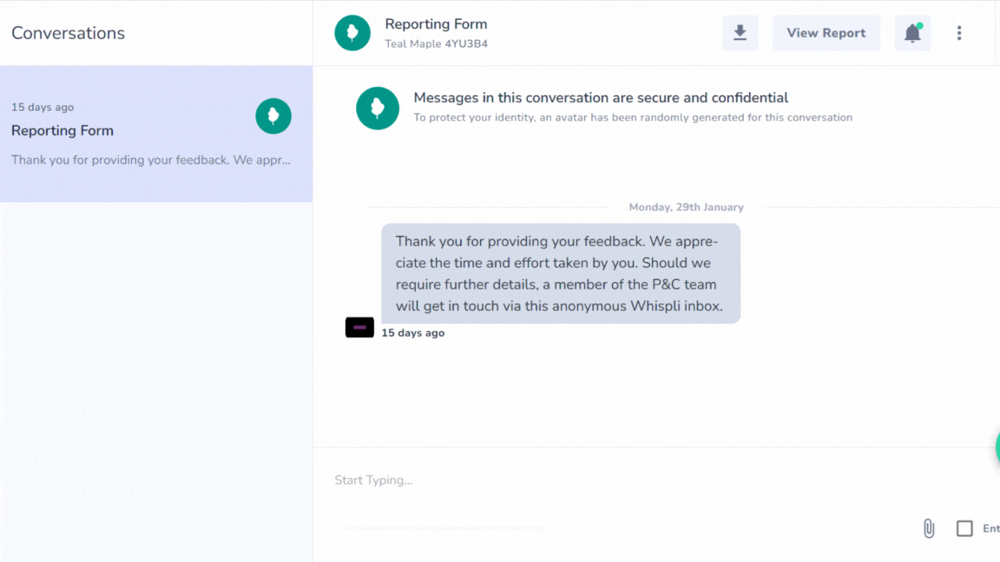 Conversations
15 days ago
Reporting Form
Thank you for providing your feedback. We appr...
Reporting Form
Teal Maple 4YU3B4
View Report
Messages in this conversation are secure and confidential
To protect your identity, an avatar has been randomly generated for this conversation
Monday, 29th January
Thank you for providing your feedback. We appre-
ciate the time and effort taken by you. Should we
require further details, a member of the P&C team
will get in touch via this anonymous Whispli inbox.
15 days ago
Start Typing...
Ent